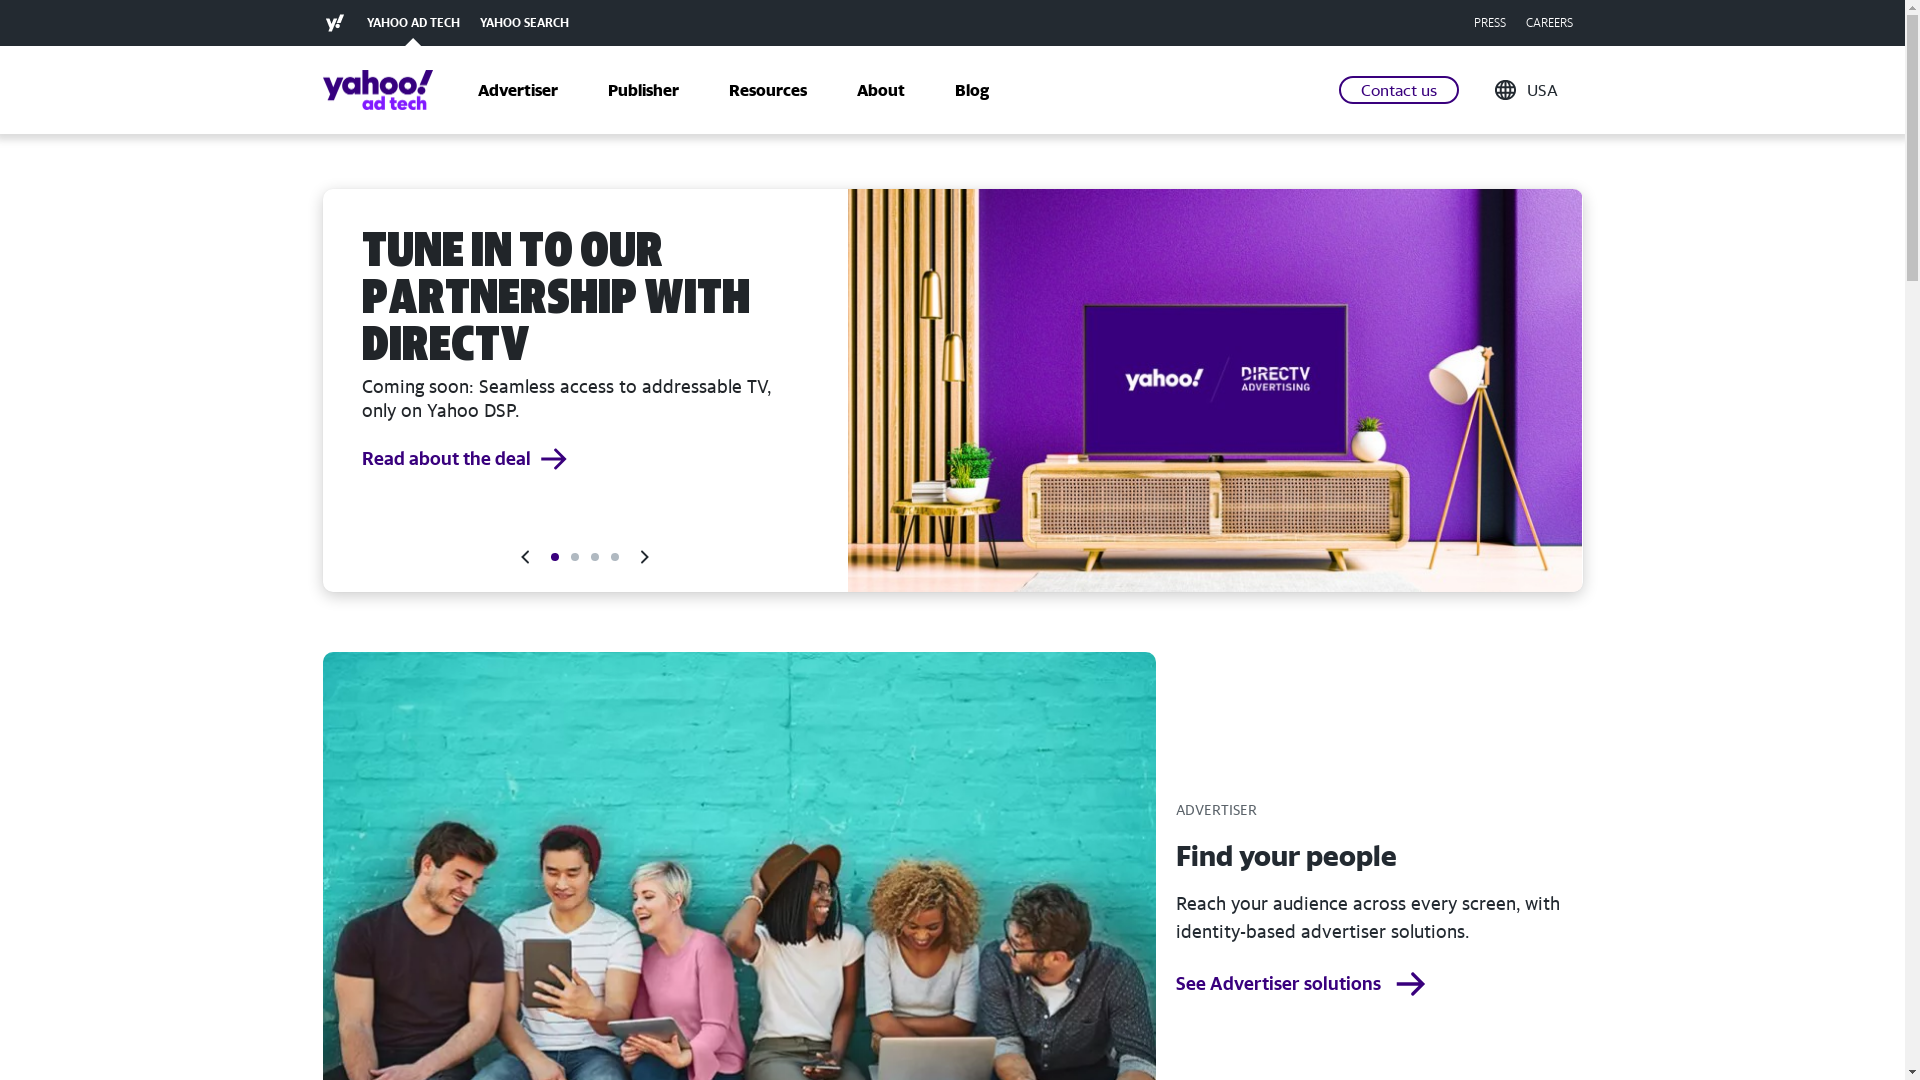 y!
YAHOO AD TECH
YAHOO SEARCH
PRESS
CAREERS
yahoo!
ad tech
Advertiser
Publisher
Resources
About
Blog
Contact us
USA
TUNE IN TO OUR
PARTNERSHIP WITH
DIRECTV
Coming soon: Seamless access to addressable TV,
only on Yahoo DSP.
Read about the deal
yahoo! / DIRECTV
ADVERTISING
ADVERTISER
Find your people
Reach your audience across every screen, with
identity-based advertiser solutions.
See Advertiser solutions